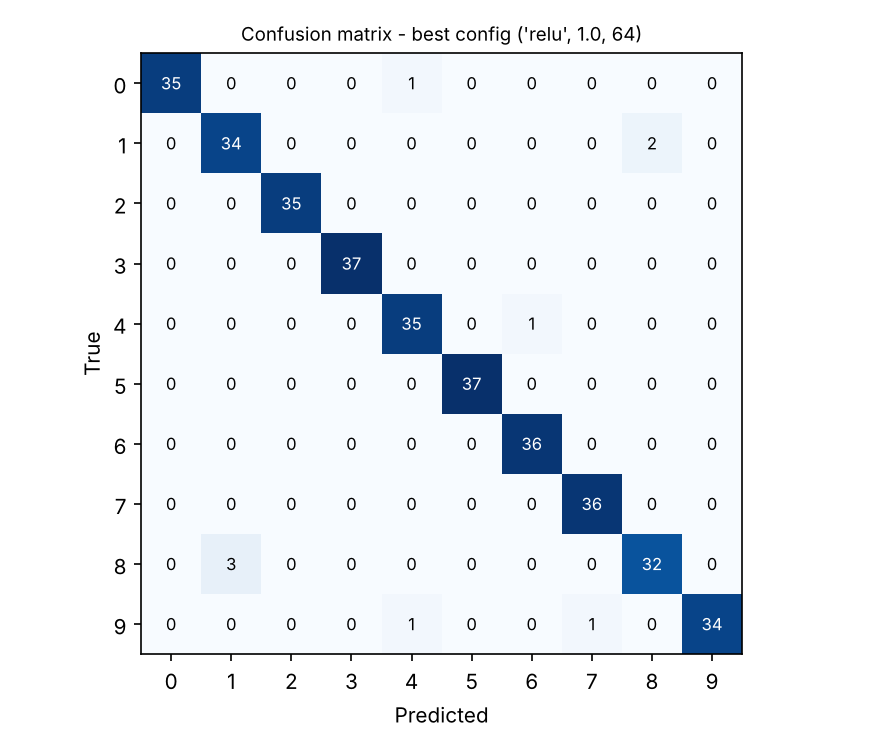 Confusion matrix - best config ('relu', 1.0, 64)
0 35 0 0 0 1 0 0 0 0 0
1 0 34 0 0 0 0 0 0 2 0
2 0 0 35 0 0 0 0 0 0 0
3 0 0 0 37 0 0 0 0 0 0
4 0 0 0 0 35 0 1 0 0 0
5 0 0 0 0 0 37 0 0 0 0
6 0 0 0 0 0 0 36 0 0 0
7 0 0 0 0 0 0 0 36 0 0
8 0 3 0 0 0 0 0 0 32 0
9 0 0 0 0 1 0 0 1 0 34
True
0 1 2 3 4 5 6 7 8 9
Predicted